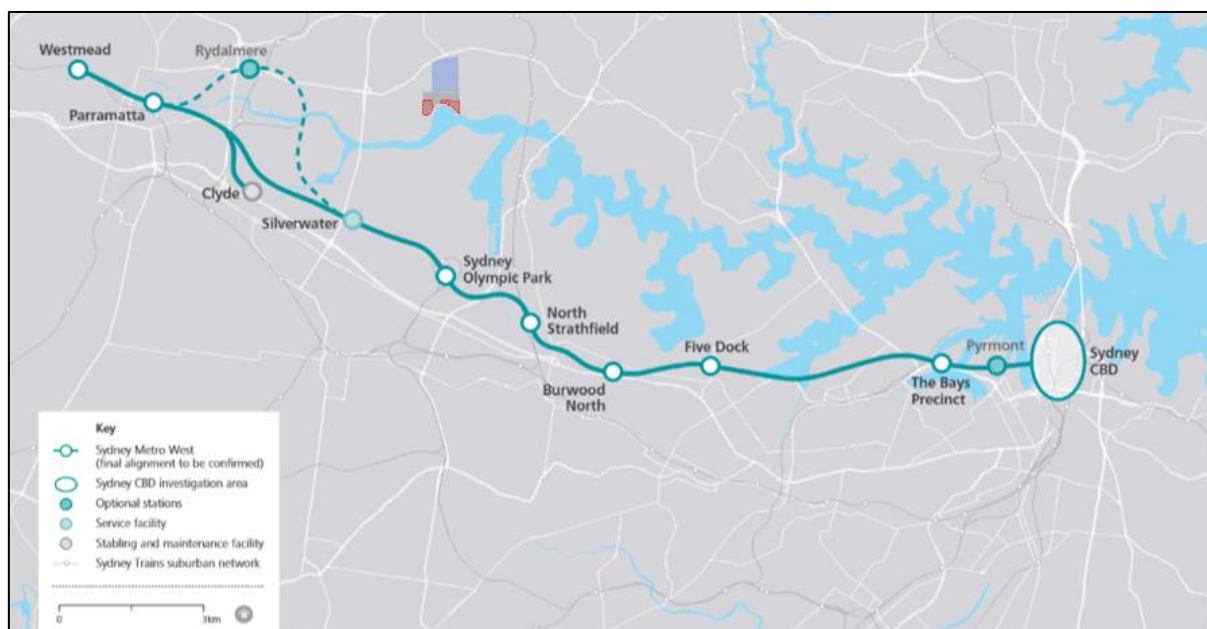 Westmead
Rydalmere
Parramatta
Clyde
Silverwater
Sydney
Olympic Park
North
Strathfield
Burwood
North
Five Dock
The Bays
Precinct
Pyrmont
Sydney
CBD
Key
Sydney Metro West
(final alignment to be confirmed)
Sydney CBD investigation area
Optional stations
Service facility
Stabling and maintenance facility
Sydney Trains suburban network
0
3km